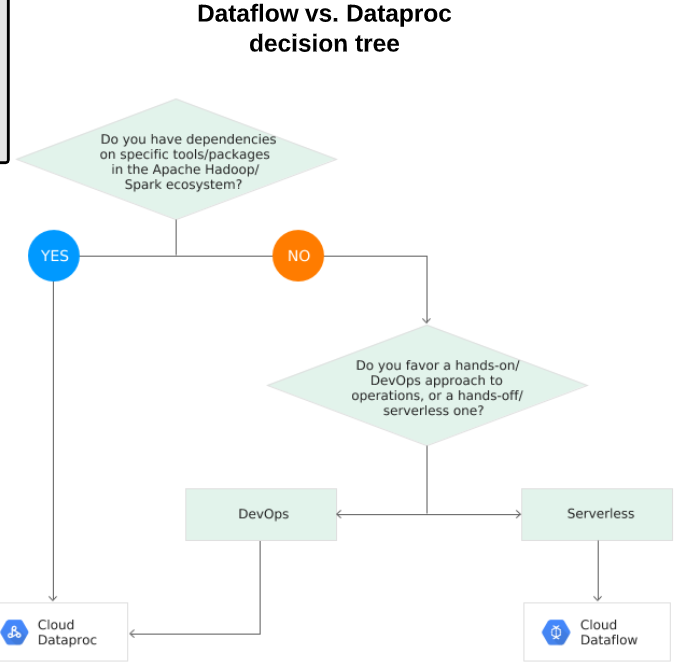 Dataflow vs. Dataproc
decision tree
Do you have dependencies
on specific tools/packages
in the Apache Hadoop/
Spark ecosystem?
YES
NO
Do you favor a hands-on/
DevOps approach to
operations, or a hands-off/
serverless one?
DevOps
Serverless
Cloud
Dataproc
Cloud
Dataflow